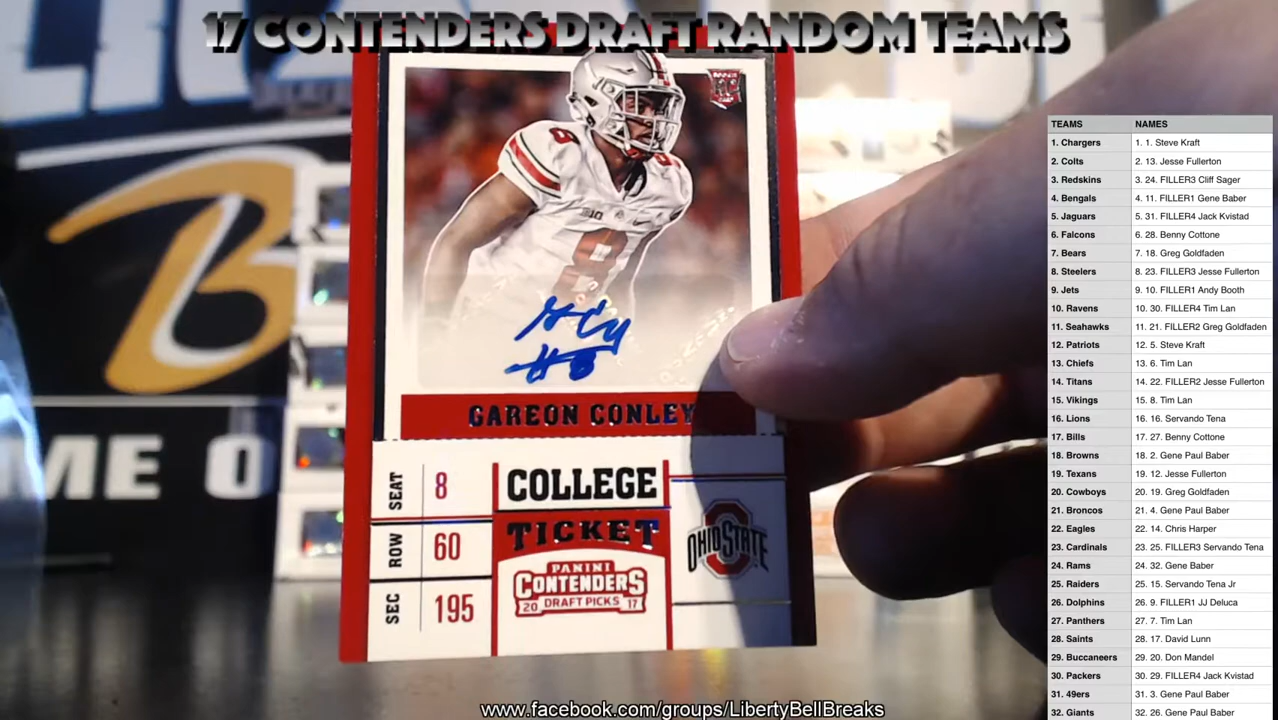 17 CONTENDERS DRAFT RANDOM TEAMS
8
GAREON CONLEY
SEAT 8
ROW 60
SEC 195
COLLEGE
TICKET
PANINI
CONTENDERS
20 DRAFT PICKS 17
OHIO STATE
ME O
TEAMS NAMES
1. Chargers 1. 1. Steve Kraft
2. Colts 2. 13. Jesse Fullerton
3. Redskins 3. 24. FILLER3 Cliff Sager
4. Bengals 4. 11. FILLER1 Gene Baber
5. Jaguars 5. 31. FILLER4 Jack Kvistad
6. Falcons 6. 28. Benny Cottone
7. Bears 7. 18. Greg Goldfaden
8. Steelers 8. 23. FILLER3 Jesse Fullerton
9. Jets 9. 10. FILLER1 Andy Booth
10. Ravens 10. 30. FILLER4 Tim Lan
11. Seahawks 11. 21. FILLER2 Greg Goldfaden
12. Patriots 12. 5. Steve Kraft
13. Chiefs 13. 6. Tim Lan
14. Titans 14. 22. FILLER2 Jesse Fullerton
15. Vikings 15. 8. Tim Lan
16. Lions 16. 16. Servando Tena
17. Bills 17. 27. Benny Cottone
18. Browns 18. 2. Gene Paul Baber
19. Texans 19. 12. Jesse Fullerton
20. Cowboys 20. 19. Greg Goldfaden
21. Broncos 21. 4. Gene Paul Baber
22. Eagles 22. 14. Chris Harper
23. Cardinals 23. 25. FILLER3 Servando Tena
24. Rams 24. 32. Gene Baber
25. Raiders 25. 15. Servando Tena Jr
26. Dolphins 26. 9. FILLER1 JJ Deluca
27. Panthers 27. 7. Tim Lan
28. Saints 28. 17. David Lunn
29. Buccaneers 29. 20. Don Mandel
30. Packers 30. 29. FILLER4 Jack Kvistad
31. 49ers 31. 3. Gene Paul Baber
32. Giants 32. 26. Gene Paul Baber
www.facebook.com/groups/LibertyBellBreaks